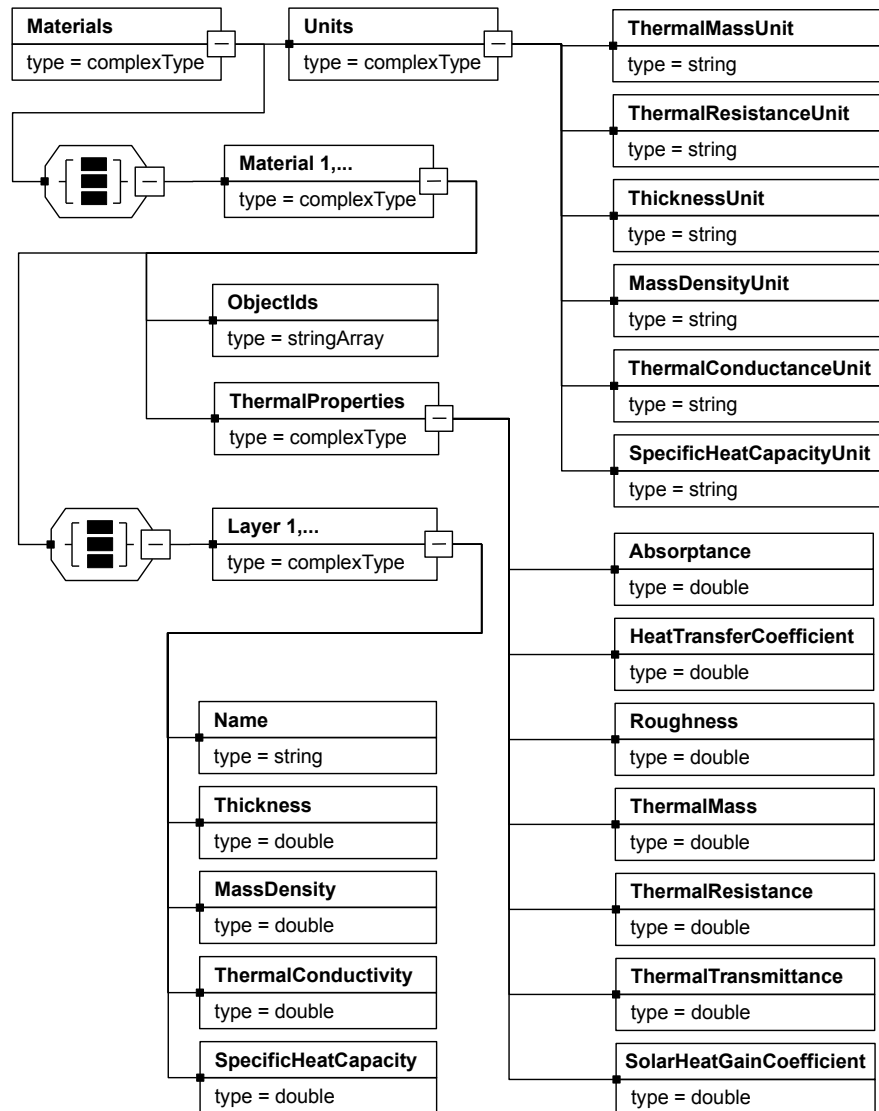 Materials
type = complexType
Units
type = complexType
ThermalMassUnit
type = string
ThermalResistanceUnit
type = string
ThicknessUnit
type = string
MassDensityUnit
type = string
ThermalConductanceUnit
type = string
SpecificHeatCapacityUnit
type = string
Material 1,...
type = complexType
ObjectIds
type = stringArray
ThermalProperties
type = complexType
Layer 1,...
type = complexType
Absorptance
type = double
HeatTransferCoefficient
type = double
Roughness
type = double
ThermalMass
type = double
ThermalResistance
type = double
ThermalTransmittance
type = double
SolarHeatGainCoefficient
type = double
Name
type = string
Thickness
type = double
MassDensity
type = double
ThermalConductivity
type = double
SpecificHeatCapacity
type = double